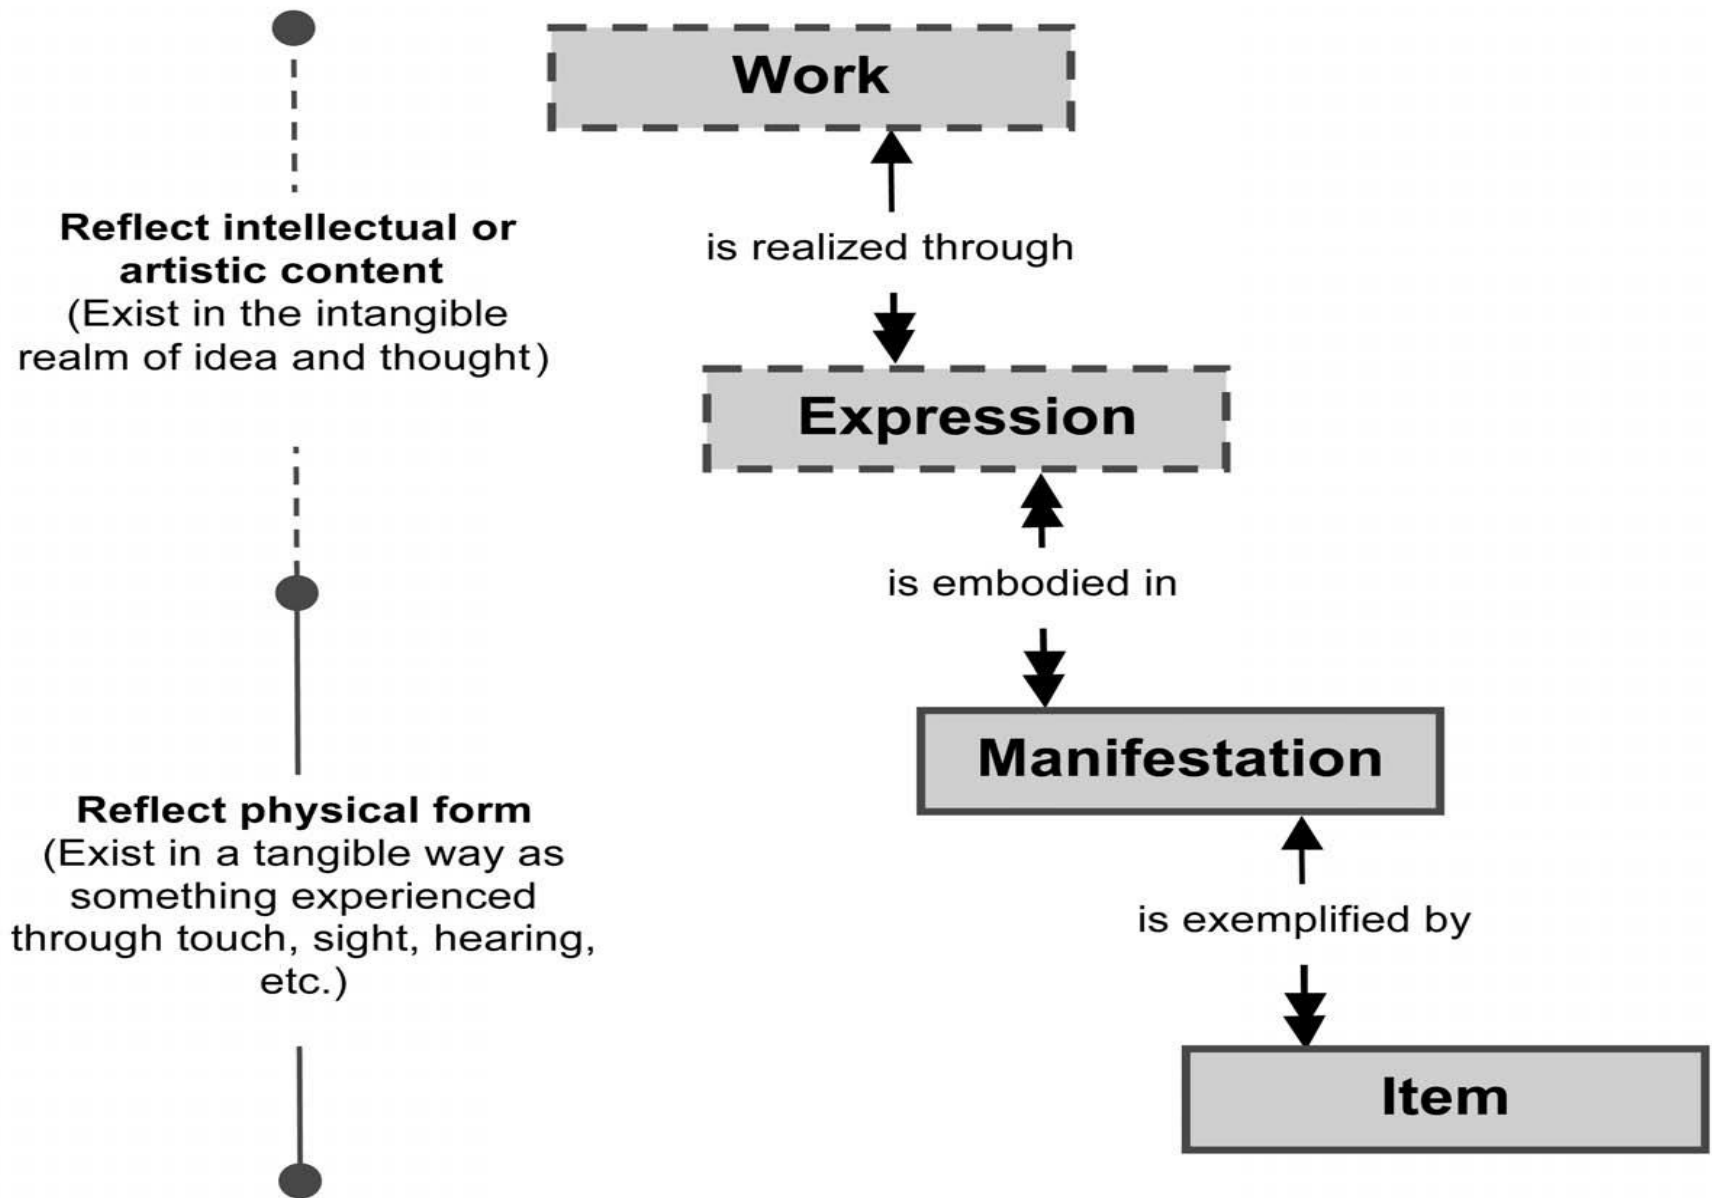 Work
is realized through
Reflect intellectual or
artistic content
(Exist in the intangible
realm of idea and thought)
Expression
is embodied in
Manifestation
Reflect physical form
(Exist in a tangible way as
something experienced
through touch, sight, hearing,
etc.)
is exemplified by
Item